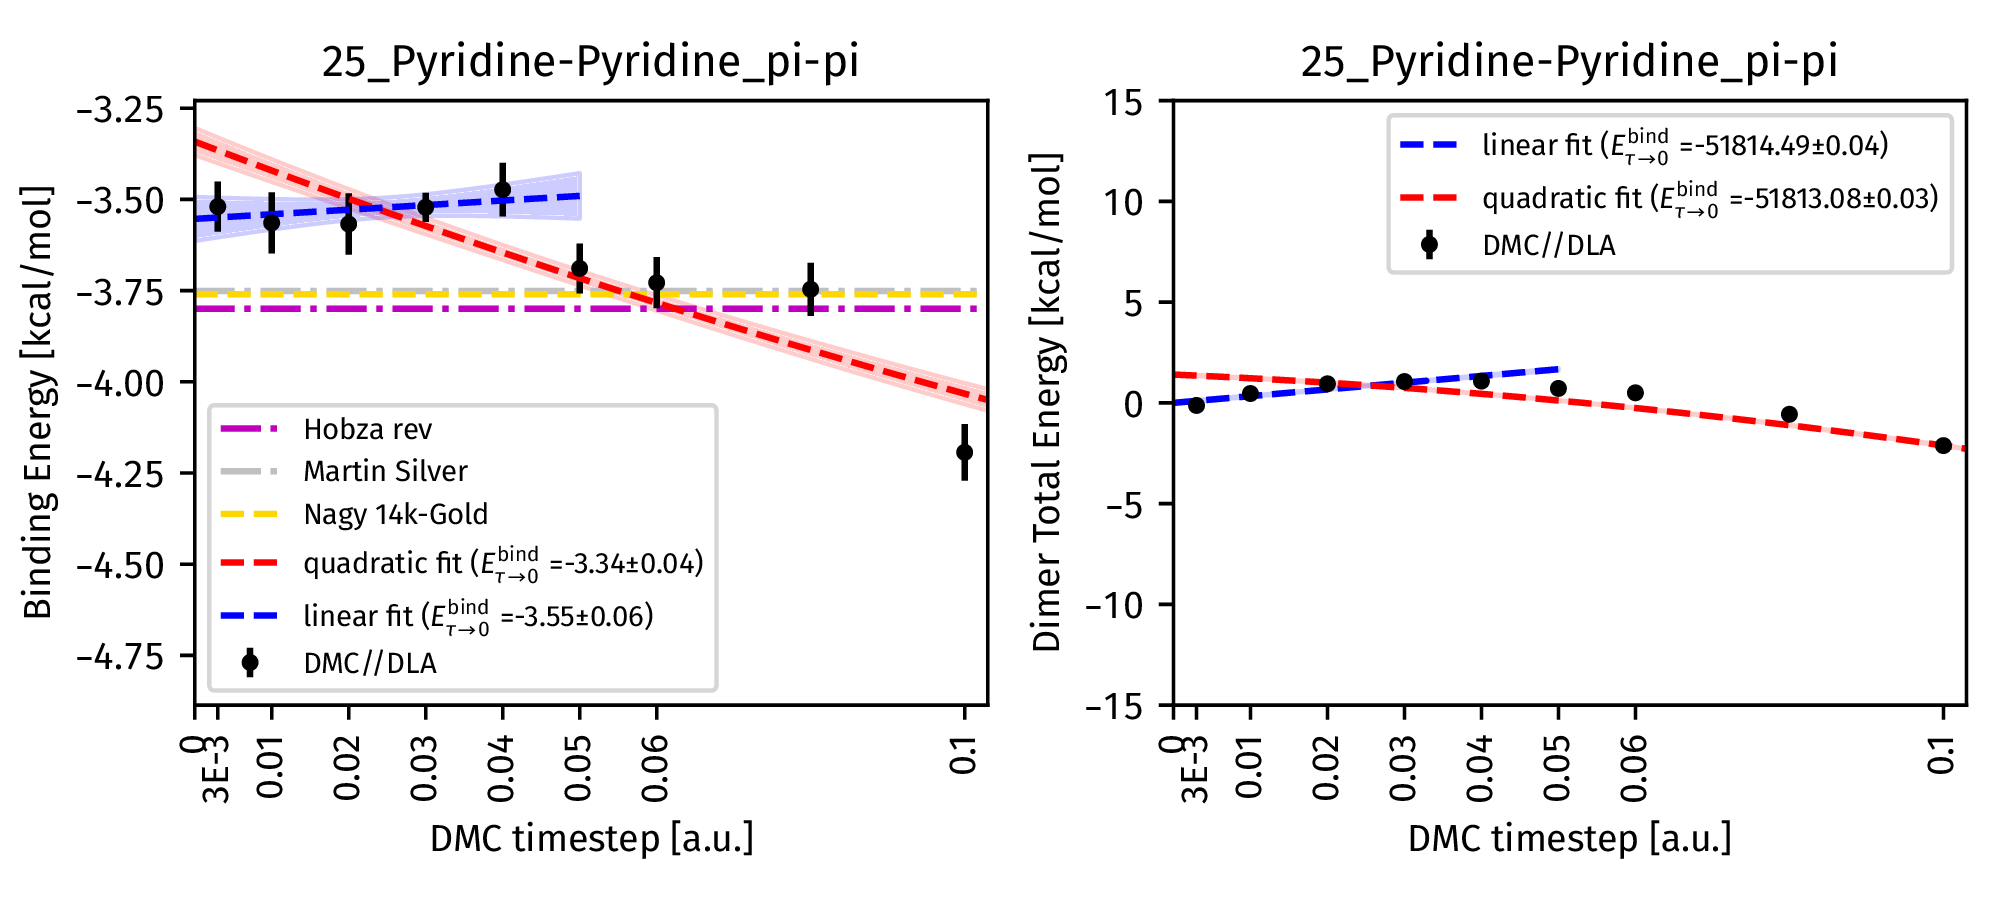 25_Pyridine-Pyridine_pi-pi
Binding Energy [kcal/mol]
−3.25
−3.50
−3.75
−4.00
−4.25
−4.50
−4.75
Hobza rev
Martin Silver
Nagy 14k-Gold
quadratic fit (E^bind_τ→0 =-3.34±0.04)
linear fit (E^bind_τ→0 =-3.55±0.06)
DMC//DLA
0
3E-3
0.01
0.02
0.03
0.04
0.05
0.06
0.1
DMC timestep [a.u.]
25_Pyridine-Pyridine_pi-pi
Dimer Total Energy [kcal/mol]
15
10
5
0
−5
−10
−15
linear fit (E^bind_τ→0 =-51814.49±0.04)
quadratic fit (E^bind_τ→0 =-51813.08±0.03)
DMC//DLA
0
3E-3
0.01
0.02
0.03
0.04
0.05
0.06
0.1
DMC timestep [a.u.]